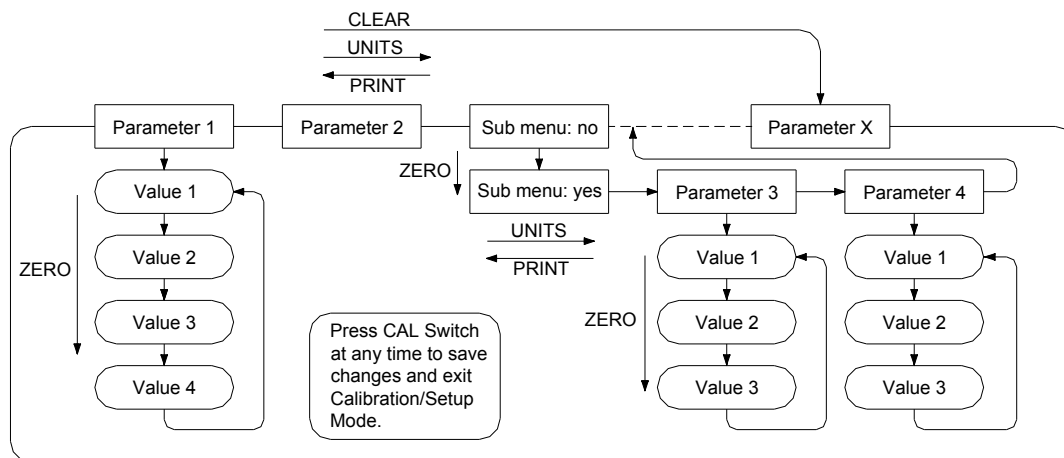 CLEAR
UNITS
PRINT
Parameter 1
Parameter 2
Sub menu: no
Parameter X
ZERO
Sub menu: yes
Parameter 3
Parameter 4
UNITS
PRINT
ZERO
Value 1
Value 2
Value 3
Value 4
Press CAL Switch
at any time to save
changes and exit
Calibration/Setup
Mode.
ZERO
Value 1
Value 2
Value 3
Value 1
Value 2
Value 3